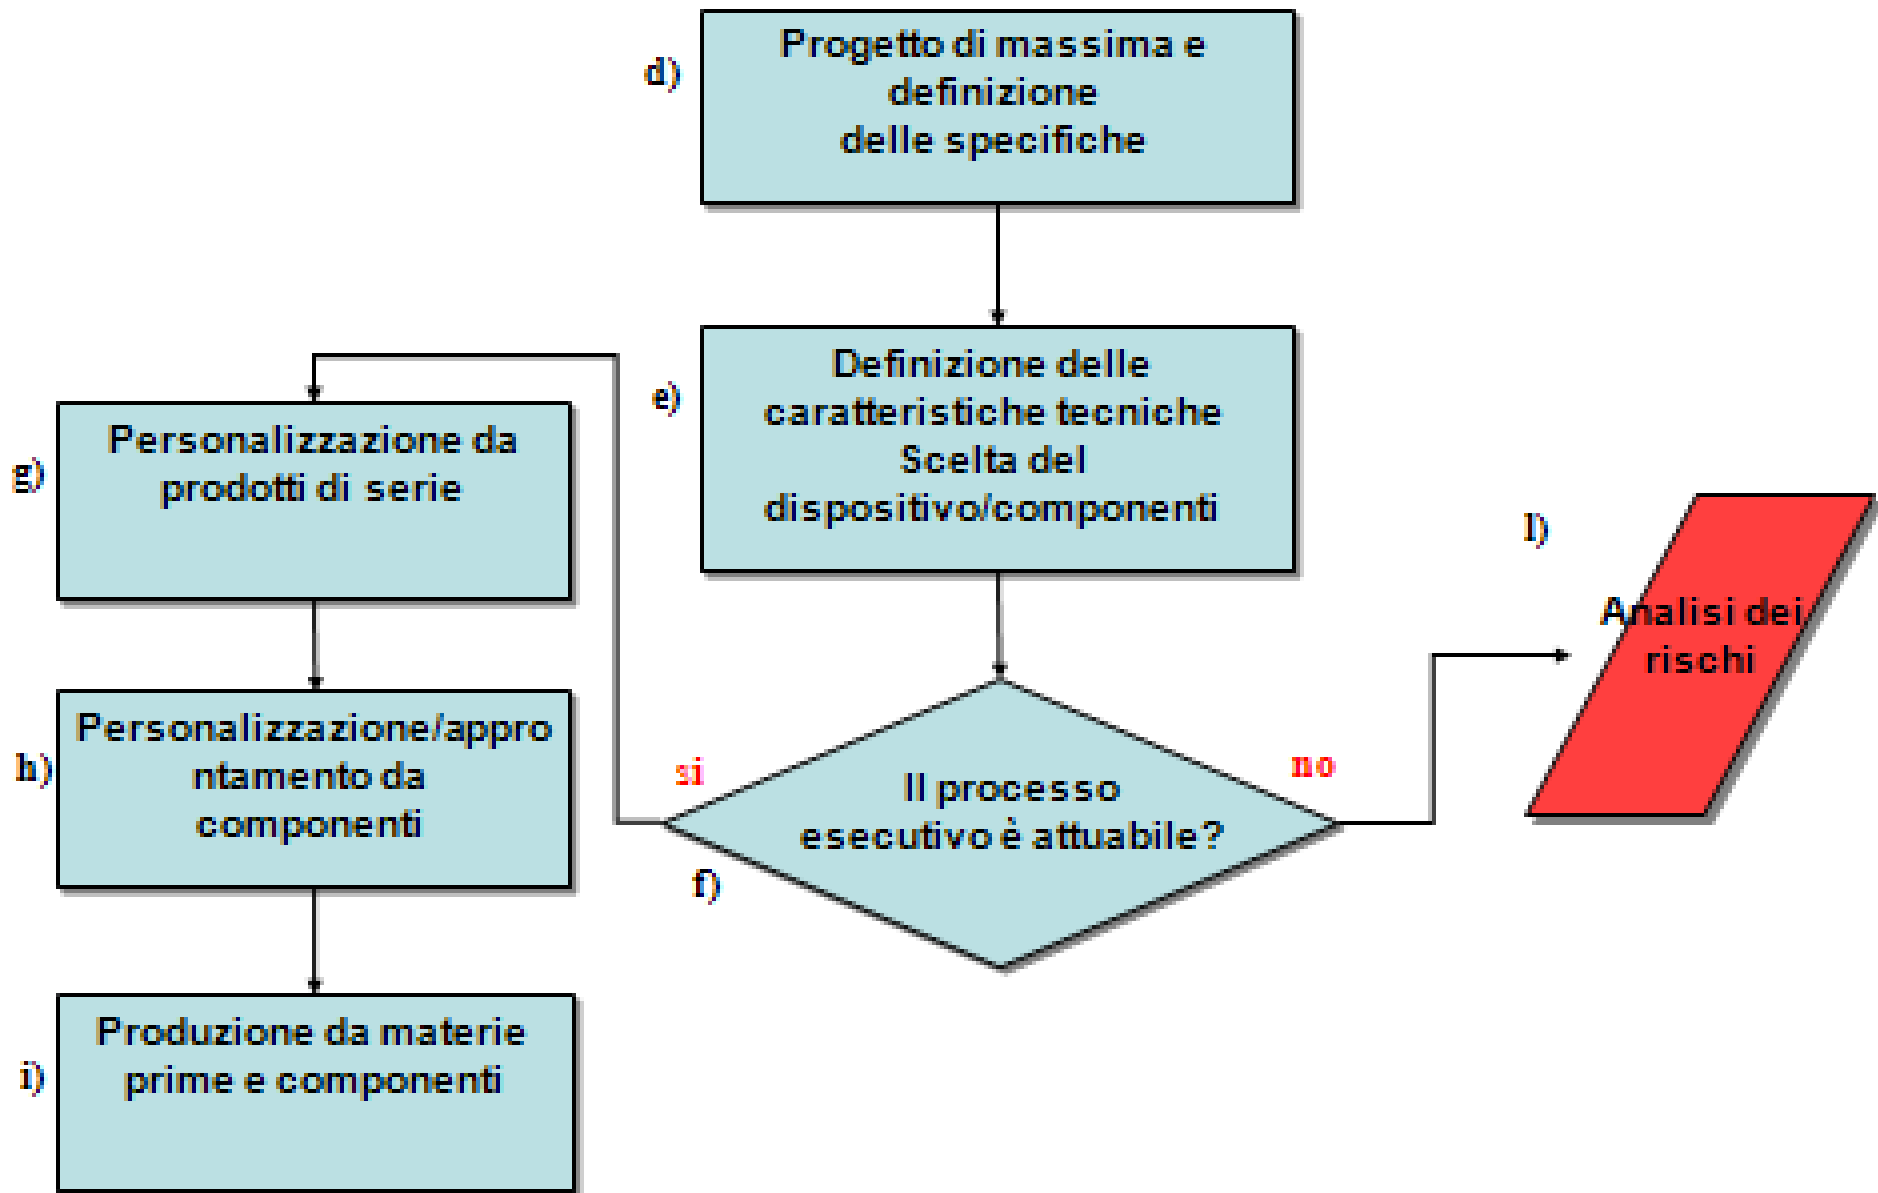 d)
Progetto di massima e
definizione
delle specifiche
e)
Definizione delle
caratteristiche tecniche
Scelta del
dispositivo/componenti
g)
Personalizzazione da
prodotti di serie
l)
Analisi dei
rischi
h)
Personalizzazione/appro
ntamento da
componenti
si
no
Il processo
esecutivo è attuabile?
f)
i)
Produzione da materie
prime e componenti